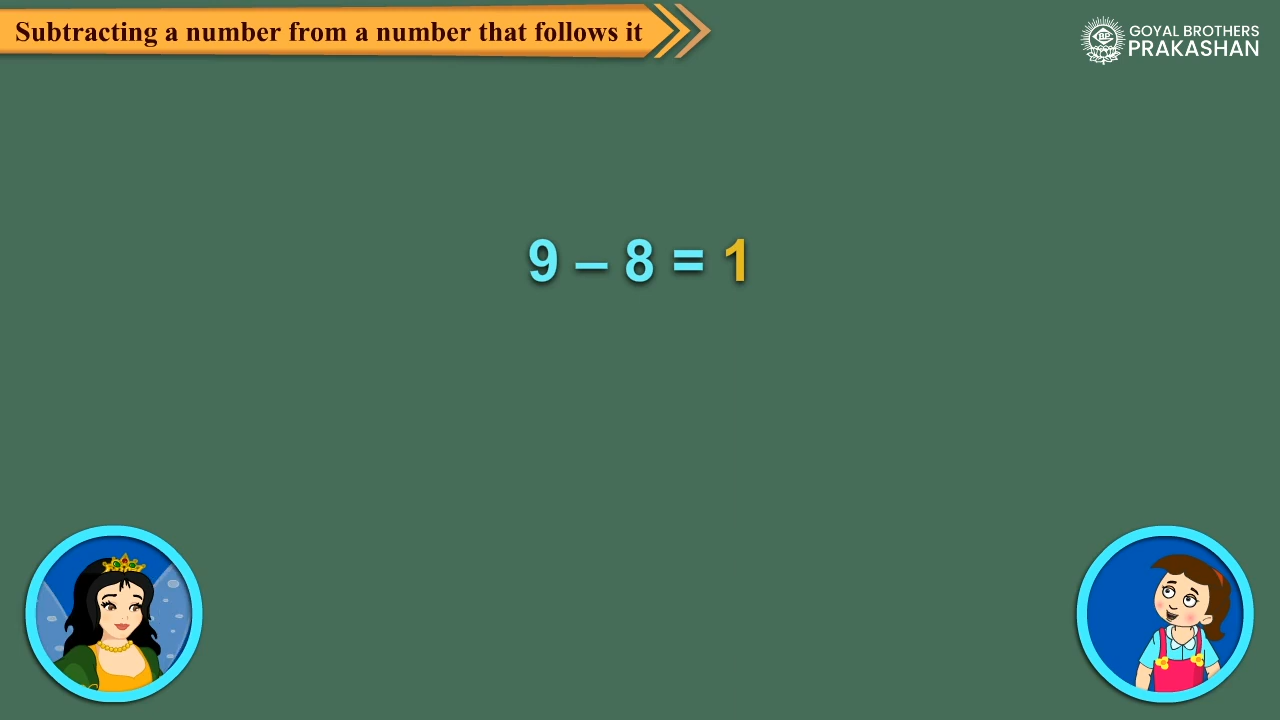 Subtracting a number from a number that follows it
GOYAL BROTHERS
PRAKASHAN
9 – 8 = 1